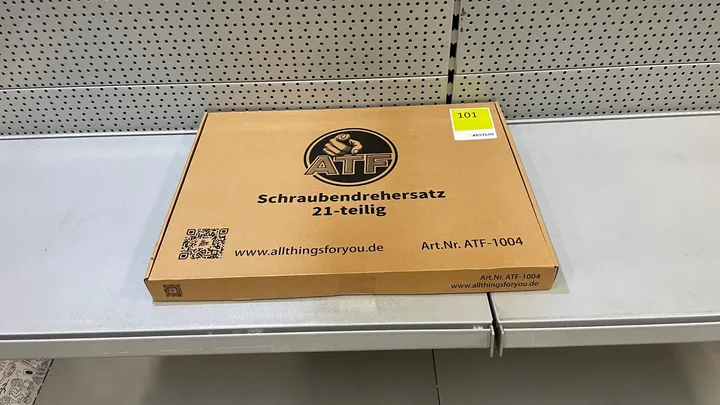 101
ATF
Schraubendrehersatz
21-teilig
www.allthingsforyou.de
Art.Nr. ATF-1004
Art.Nr. ATF-1004
www.allthingsforyou.de